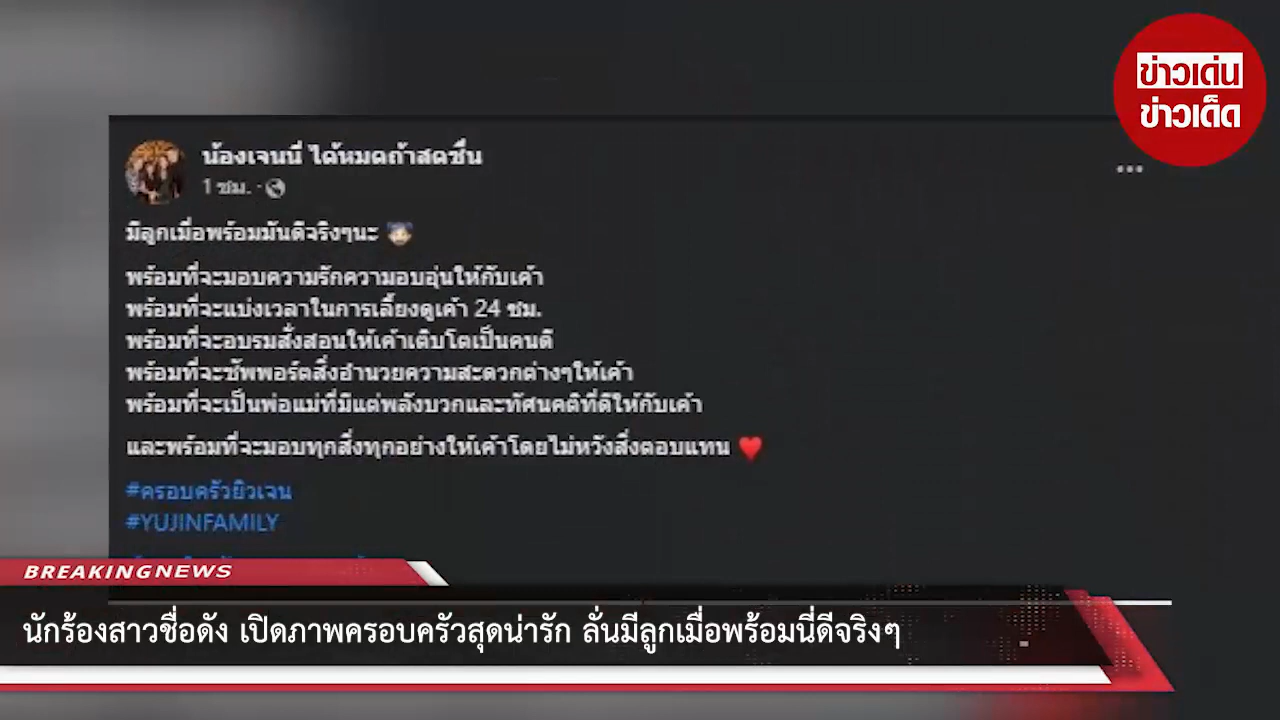 ข่าวเด่น
ข่าวเด็ด
น้องเจนนี่ ได้หมดถ้าสดชื่น
1 ชม. ·
มีลูกเมื่อพร้อมมันดีจริงๆนะ
พร้อมที่จะมอบความรักความอบอุ่นให้กับเค้า
พร้อมที่จะแบ่งเวลาในการเลี้ยงดูเค้า 24 ชม.
พร้อมที่จะอบรมสั่งสอนให้เค้าเติบโตเป็นคนดี
พร้อมที่จะซัพพอร์ตสิ่งอำนวยความสะดวกต่างๆให้เค้า
พร้อมที่จะเป็นพ่อแม่ที่มีแต่พลังบวกและทัศนคติที่ดีให้กับเค้า
และพร้อมที่จะมอบทุกสิ่งทุกอย่างให้เค้าโดยไม่หวังสิ่งตอบแทน ❤️
#ครอบครัวยิวเจน
#YUJINFAMILY
BREAKINGNEWS
นักร้องสาวชื่อดัง เปิดภาพครอบครัวสุดน่ารัก ลั่นมีลูกเมื่อพร้อมนี่ดีจริงๆ